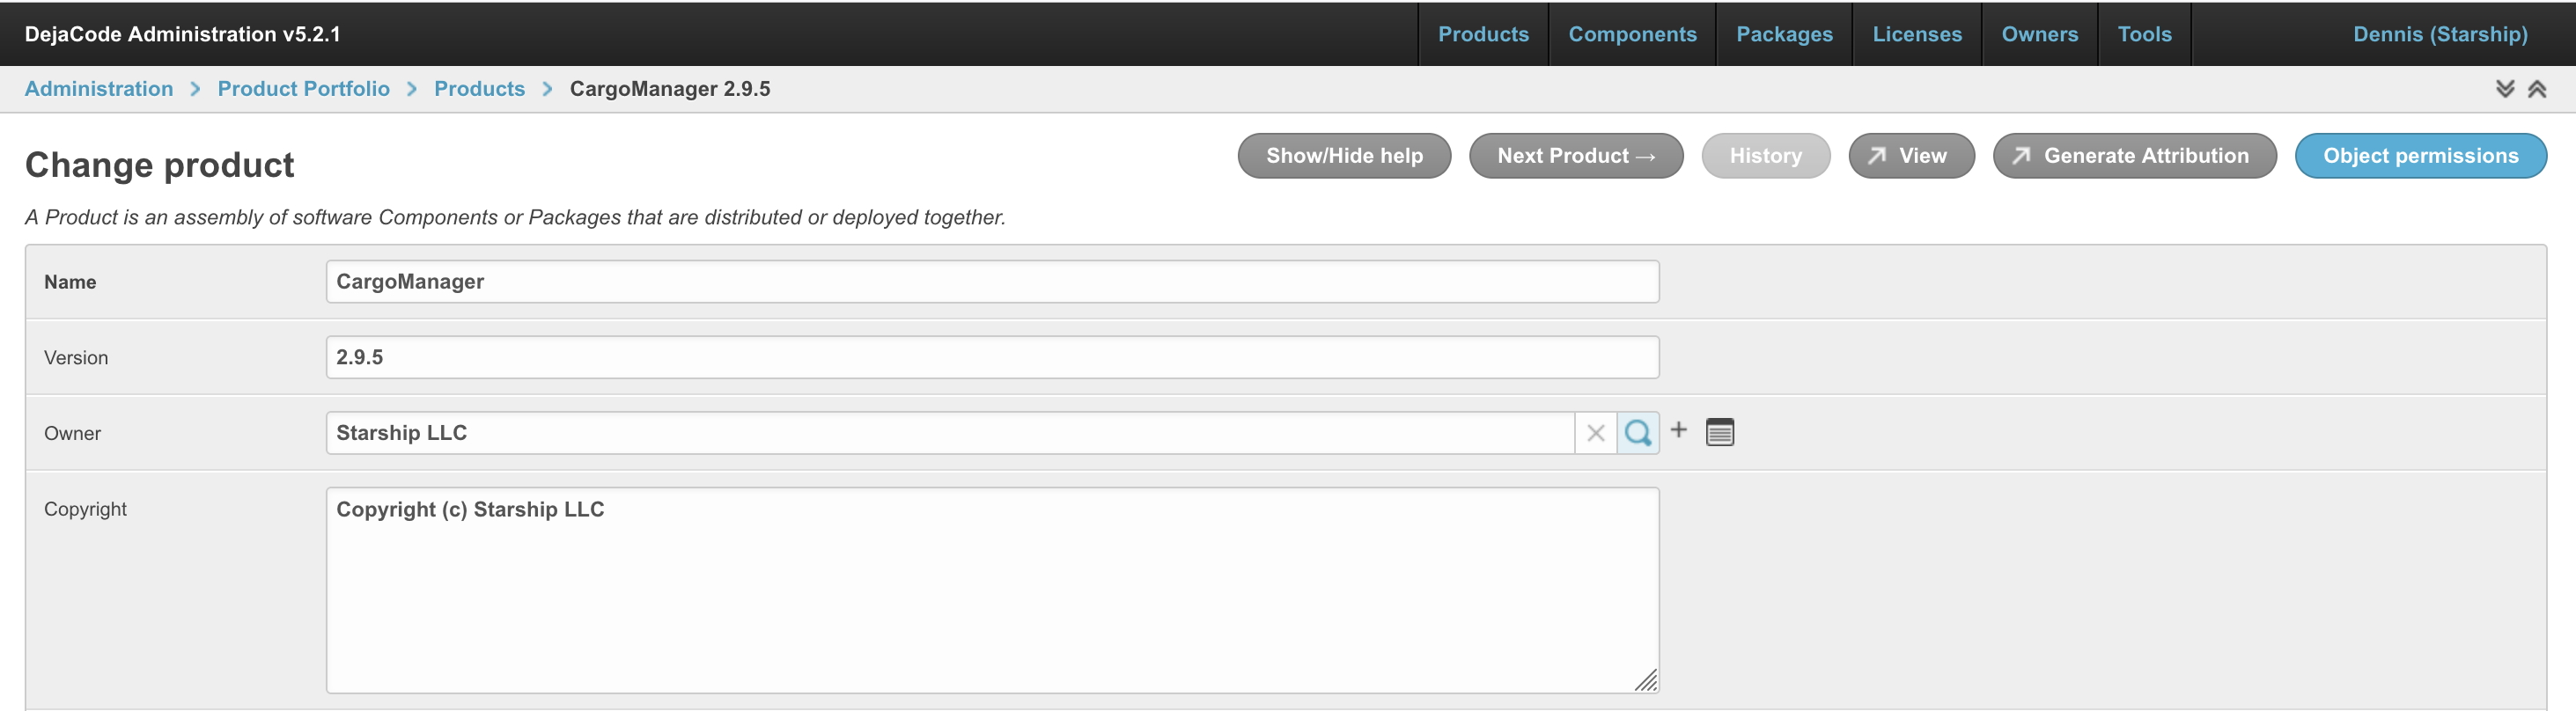 DejaCode Administration v5.2.1 Products Components Packages Licenses Owners Tools Dennis (Starship)
Administration > Product Portfolio > Products > CargoManager 2.9.5
Change product Show/Hide help Next Product → History View Generate Attribution Object permissions
A Product is an assembly of software Components or Packages that are distributed or deployed together.
Name CargoManager
Version 2.9.5
Owner Starship LLC
Copyright Copyright (c) Starship LLC